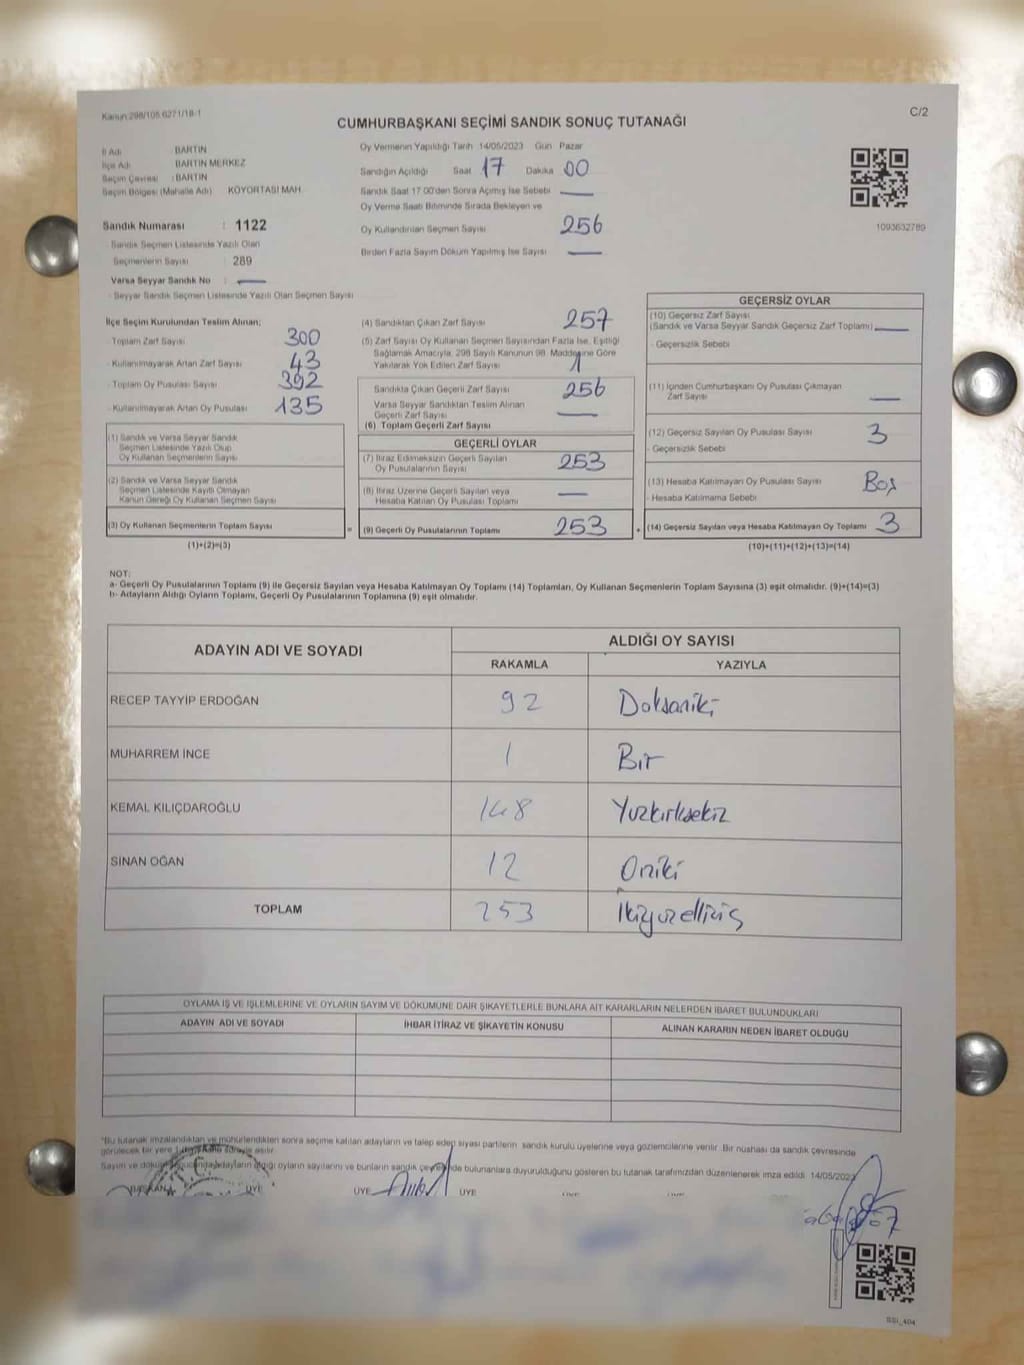 Kanun:298/105.6271/18-1
C/2
CUMHURBAŞKANI SEÇİMİ SANDIK SONUÇ TUTANAĞI
İl Adı : BARTIN
İlçe Adı : BARTIN MERKEZ
Seçim Çevresi : BARTIN
Seçim Bölgesi (Mahalle Adı) KÖYORTASI MAH.
Sandık Numarası : 1122
Sandık Seçmen Listesinde Yazılı Olan
Seçmenlerin Sayısı : 289
Varsa Seyyar Sandık No : —
Seyyar Sandık Seçmen Listesinde Yazılı Olan Seçmen Sayısı
Oy Vermenin Yapıldığı Tarih 14/05/2023 Gün Pazar
Sandığın Açıldığı Saat 17 Dakika 00
Sandık Saat 17:00'den Sonra Açımış İse Sebebi —
Oy Verme Saati Bitiminde Sırada Bekleyen ve
Oy Kullandırılan Seçmen Sayısı 256
Birden Fazla Sayım Döküm Yapılmış İse Sayısı —
1093632789
İlçe Seçim Kurulundan Teslim Alınan;
Toplam Zarf Sayısı 300
- Kullanılmayarak Artan Zarf Sayısı 43
- Toplam Oy Pusulası Sayısı 392
- Kullanılmayarak Artan Oy Pusulası 135
(1) Sandık ve Varsa Seyyar Sandık
Seçmen Listesinde Yazılı Olup
Oy Kullanan Seçmenlerin Sayısı
(2) Sandık ve Varsa Seyyar Sandık
Seçmen Listesinde Kayıtlı Olmayan
Kanun Gereği Oy Kullanan Seçmen Sayısı
(3) Oy Kullanan Seçmenlerin Toplam Sayısı =
(1)+(2)=(3)
(4) Sandıktan Çıkan Zarf Sayısı 257
(5) Zarf Sayısı Oy Kullanan Seçmen Sayısından Fazla İse, Eşitliği
Sağlamak Amacıyla, 298 Sayılı Kanunun 98. Maddesine Göre
Yakılarak Yok Edilen Zarf Sayısı 1
Sandıkta Çıkan Geçerli Zarf Sayısı 256
Varsa Seyyar Sandıktan Teslim Alınan
Geçerli Zarf Sayısı —
(6) Toplam Geçerli Zarf Sayısı
GEÇERLİ OYLAR
(7) İtiraz Edilmeksizin Geçerli Sayılan
Oy Pusulalarının Sayısı 253
(8) İtiraz Üzerine Geçerli Sayılan veya
Hesaba Katılan Oy Pusulası Toplamı —
(9) Geçerli Oy Pusulalarının Toplamı 253 +
GEÇERSİZ OYLAR
(10) Geçersiz Zarf Sayısı
(Sandık ve Varsa Seyyar Sandık Geçersiz Zarf Toplamı) —
- Geçersizlik Sebebi
(11) İçinden Cumhurbaşkanı Oy Pusulası Çıkmayan
Zarf Sayısı —
(12) Geçersiz Sayılan Oy Pusulası Sayısı 3
- Geçersizlik Sebebi
(13) Hesaba Katılmayan Oy Pusulası Sayısı Boş
- Hesaba Katılmama Sebebi
(14) Geçersiz Sayılan veya Hesaba Katılmayan Oy Toplamı 3
(10)+(11)+(12)+(13)=(14)
NOT:
a- Geçerli Oy Pusulalarının Toplamı (9) ile Geçersiz Sayılan veya Hesaba Katılmayan Oy Toplamı (14) Toplamları, Oy Kullanan Seçmenlerin Toplam Sayısına (3) eşit olmalıdır. (9)+(14)=(3)
b- Adayların Aldığı Oyların Toplamı, Geçerli Oy Pusulalarının Toplamına (9) eşit olmalıdır.
ADAYIN ADI VE SOYADI ALDIĞI OY SAYISI
RAKAMLA YAZIYLA
RECEP TAYYİP ERDOĞAN 92 Doksaniki
MUHARREM İNCE 1 Bir
KEMAL KILIÇDAROĞLU 148 Yuzkırksekiz
SİNAN OĞAN 12 Oniki
TOPLAM 253 İkiyuzelliüç
OYLAMA İŞ VE İŞLEMLERİNE VE OYLARIN SAYIM VE DÖKÜMÜNE DAİR ŞİKAYETLERLE BUNLARA AİT KARARLARIN NELERDEN İBARET BULUNDUKLARI
ADAYIN ADI VE SOYADI İHBAR İTİRAZ VE ŞİKAYETİN KONUSU ALINAN KARARIN NEDEN İBARET OLDUĞU
*Bu tutanak imzalandıktan ve mühürlendikten sonra seçime katılan adayların ve talep eden siyasi partilerin sandık kurulu üyelerine veya gözlemcilerine verilir. Bir nüshası da sandık çevresinde
görülecek bir yere asılır.
Sayım ve döküm adayların aldığı oyların sayılarını ve bunların sandık çevresinde bulunanlara duyurulduğunu gösteren bu tutanak tarafımızdan düzenlenerek imza edildi. 14/05/2023
BAŞKAN ÜYE ÜYE ÜYE
SSİ_404